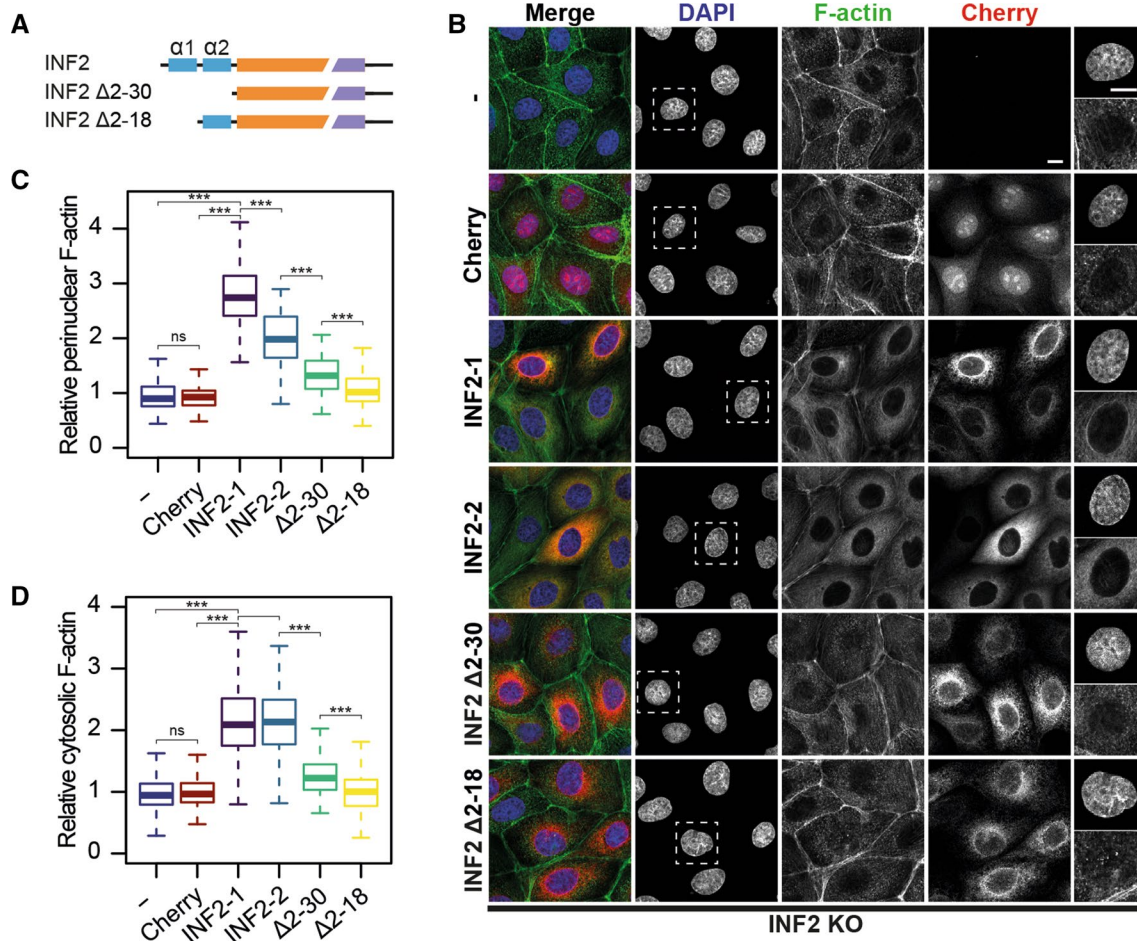 A
α1 α2
INF2
INF2 Δ2-30
INF2 Δ2-18
B
Merge DAPI F-actin Cherry
-
Cherry
INF2-1
INF2-2
INF2 Δ2-30
INF2 Δ2-18
INF2 KO
C
Relative perinuclear F-actin
4
3
2
1
0
***
*** ***
***
***
ns
– Cherry INF2-1 INF2-2 Δ2-30 Δ2-18
D
Relative cytosolic F-actin
4
3
2
1
0
***
*** ***
***
ns
– Cherry INF2-1 INF2-2 Δ2-30 Δ2-18